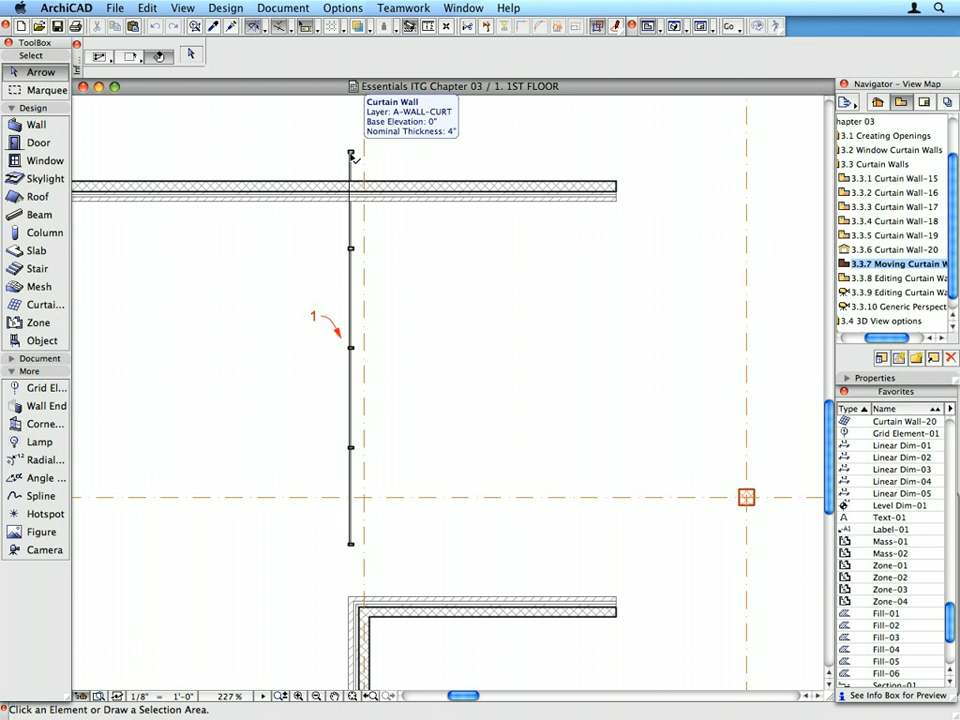 ArchiCAD File Edit View Design Document Options Teamwork Window Help
Go...
ToolBox
Select
Arrow
Marquee
Design
Wall
Door
Window
Skylight
Roof
Beam
Column
Slab
Stair
Mesh
Curtai...
Zone
Object
Document
More
Grid El...
Wall End
Corne...
Lamp
Radial...
Angle ...
Spline
Hotspot
Figure
Camera
Essentials ITG Chapter 03 / 1. 1ST FLOOR
Curtain Wall
Layer: A-WALL-CURT
Base Elevation: 0"
Nominal Thickness: 4"
1
1/8" = 1'-0"
227 %
Click an Element or Draw a Selection Area.
Navigator - View Map
hapter 03
3.1 Creating Openings
3.2 Window Curtain Walls
3.3 Curtain Walls
3.3.1 Curtain Wall-15
3.3.2 Curtain Wall-16
3.3.3 Curtain Wall-17
3.3.4 Curtain Wall-18
3.3.5 Curtain Wall-19
3.3.6 Curtain Wall-20
3.3.7 Moving Curtain W
3.3.8 Editing Curtain Wa
3.3.9 Editing Curtain Wa
3.3.10 Generic Perspect
3.4 3D View options
Properties
Favorites
Type Name
Curtain Wall-20
Grid Element-01
Linear Dim-01
Linear Dim-02
Linear Dim-03
Linear Dim-04
Linear Dim-05
Level Dim-01
Text-01
Label-01
Mass-01
Mass-02
Zone-01
Zone-02
Zone-03
Zone-04
Fill-01
Fill-02
Fill-03
Fill-04
Fill-05
Fill-06
Section-01
See Info Box for Preview